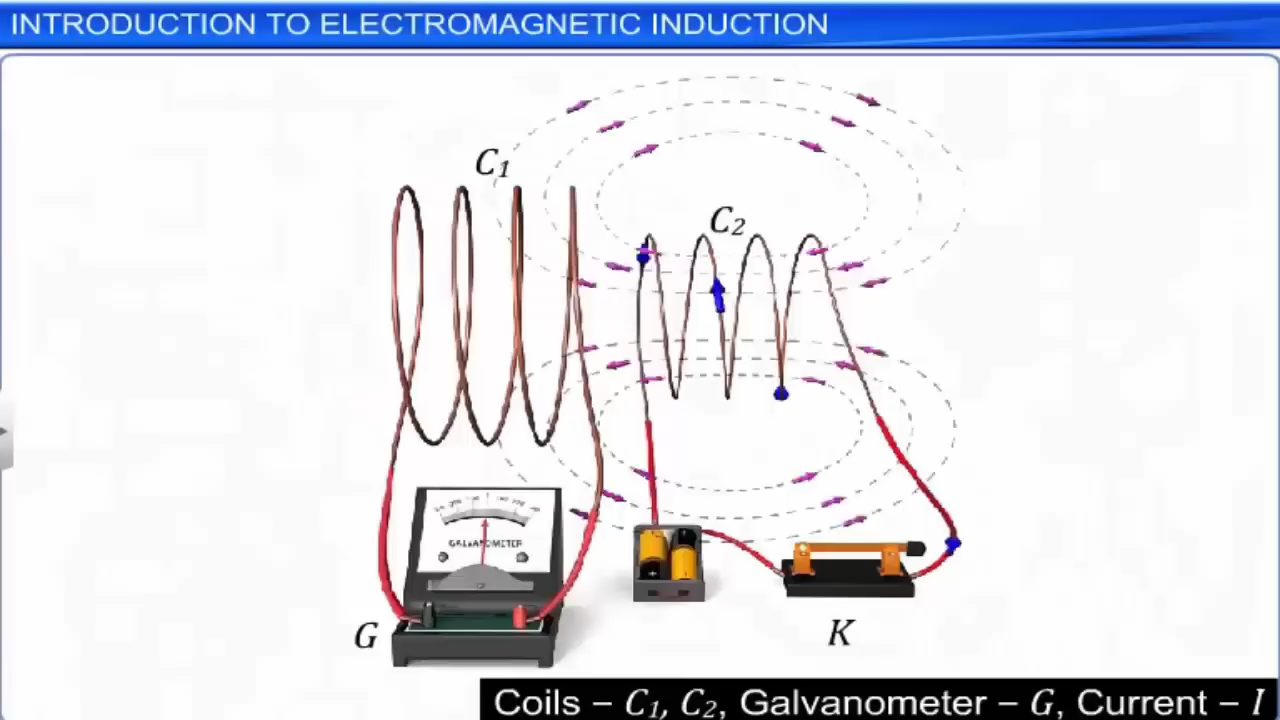 INTRODUCTION TO ELECTROMAGNETIC INDUCTION
C₁
C₂
GALVANOMETER
G
K
Coils – C₁, C₂, Galvanometer – G, Current – I